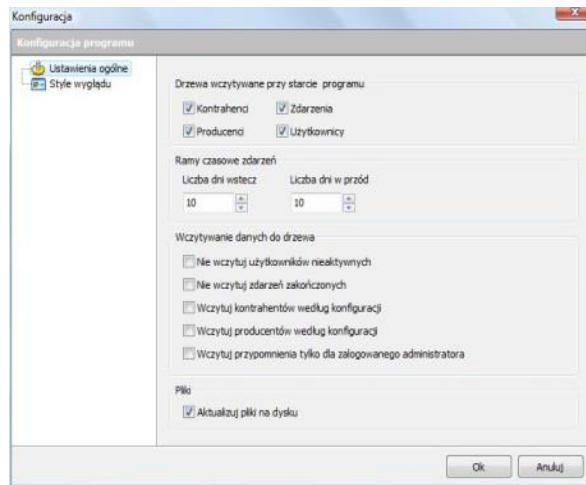 Konfiguracja
Konfiguracja programu
Ustawienia ogólne
Style wyglądu
Drzewa wczytywane przy starcie programu
Kontrahenci Zdarzenia
Producenci Użytkownicy
Ramy czasowe zdarzeń
Liczba dni wstecz Liczba dni w przód
10 10
Wczytywanie danych do drzewa
Nie wczytuj użytkowników nieaktywnych
Nie wczytuj zdarzeń zakończonych
Wczytuj kontrahentów według konfiguracji
Wczytuj producentów według konfiguracji
Wczytuj przypomnienia tylko dla zalogowanego administratora
Pliki
Aktualizuj pliki na dysku
Ok Anuluj